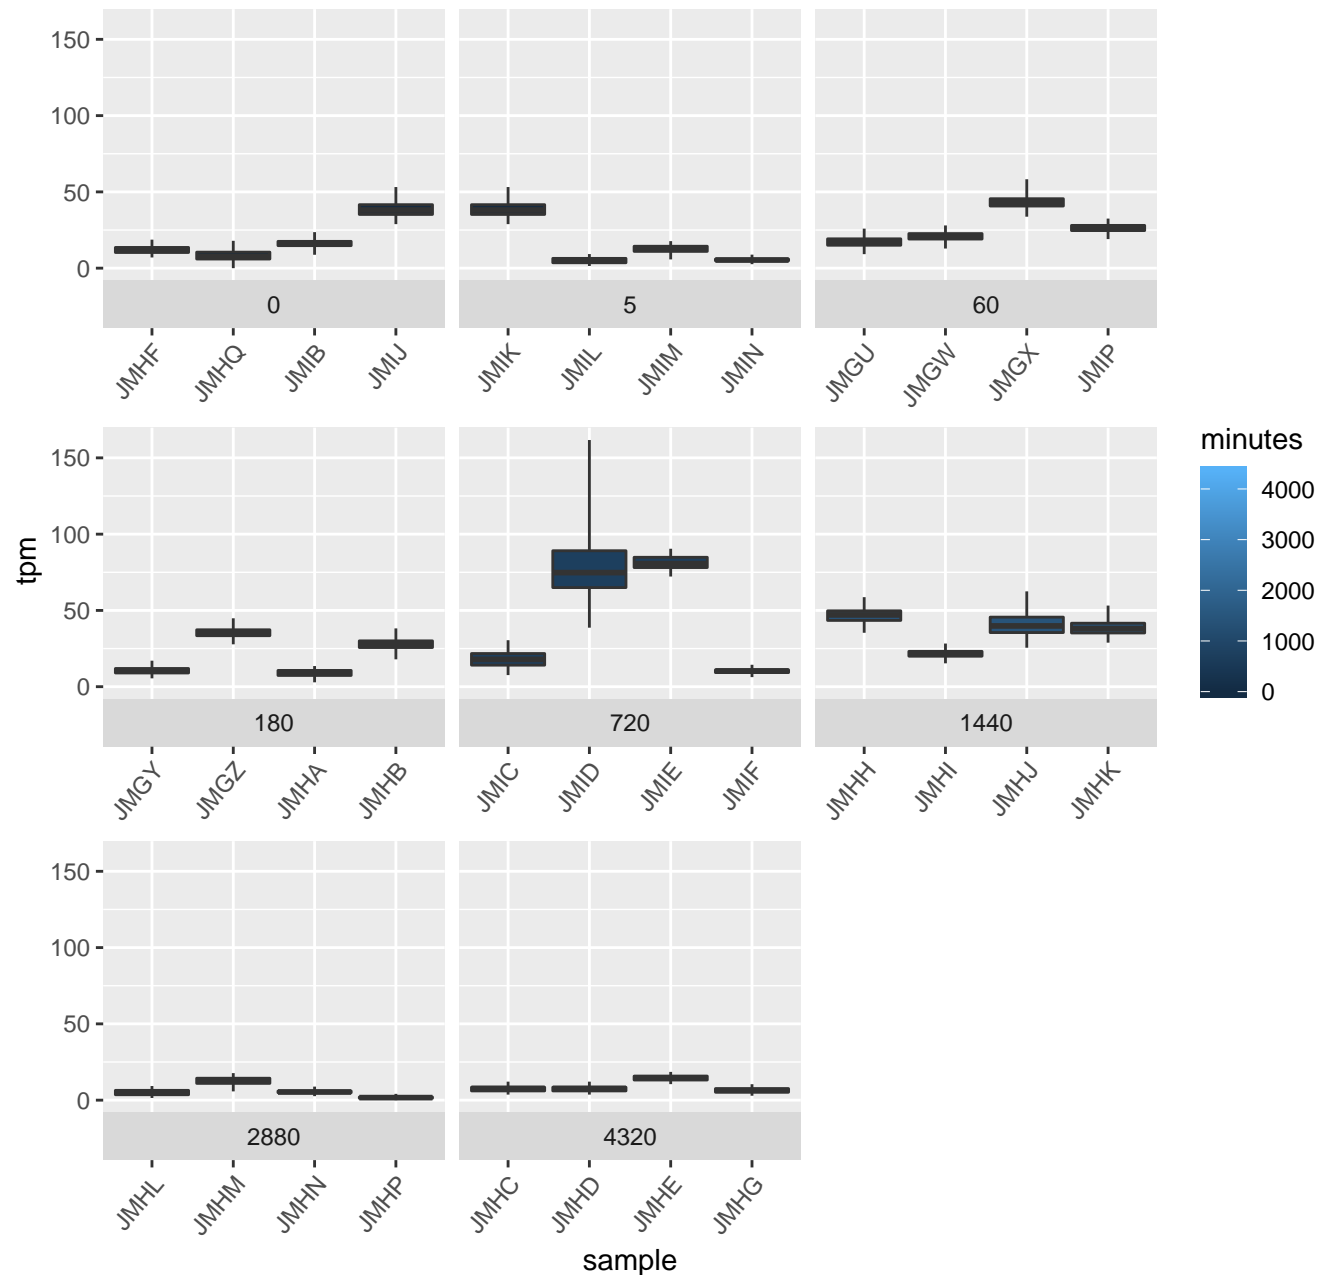 150
100
50
0
0
5
60
JMHF
JMHQ
JMIB
JMIJ
JMIK
JMIL
JMIM
JMIN
JMGU
JMGW
JMGX
JMIP
tpm
150
100
50
0
180
720
1440
JMGY
JMGZ
JMHA
JMHB
JMIC
JMID
JMIE
JMIF
JMHH
JMHI
JMHJ
JMHK
minutes
4000
3000
2000
1000
0
150
100
50
0
2880
4320
JMHL
JMHM
JMHN
JMHP
JMHC
JMHD
JMHE
JMHG
sample